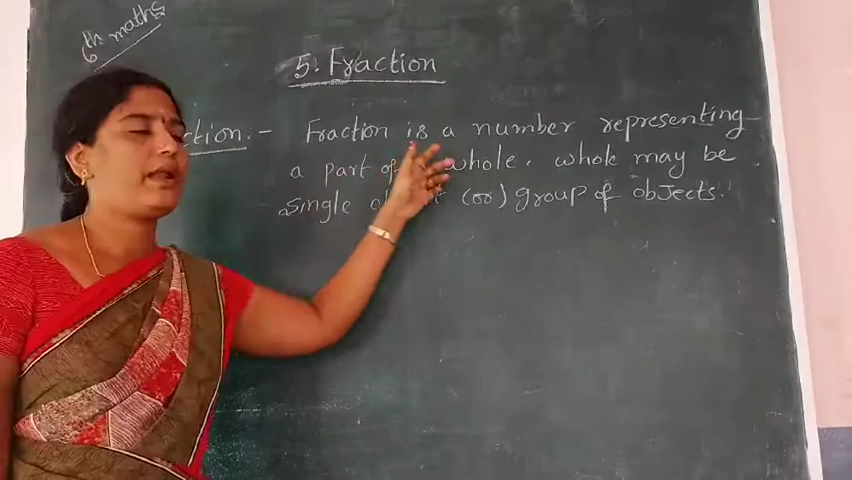 6th maths
5. Fraction
ction :- Fraction is a number representing
a part of whole. whole may be
single (or) group of objects.